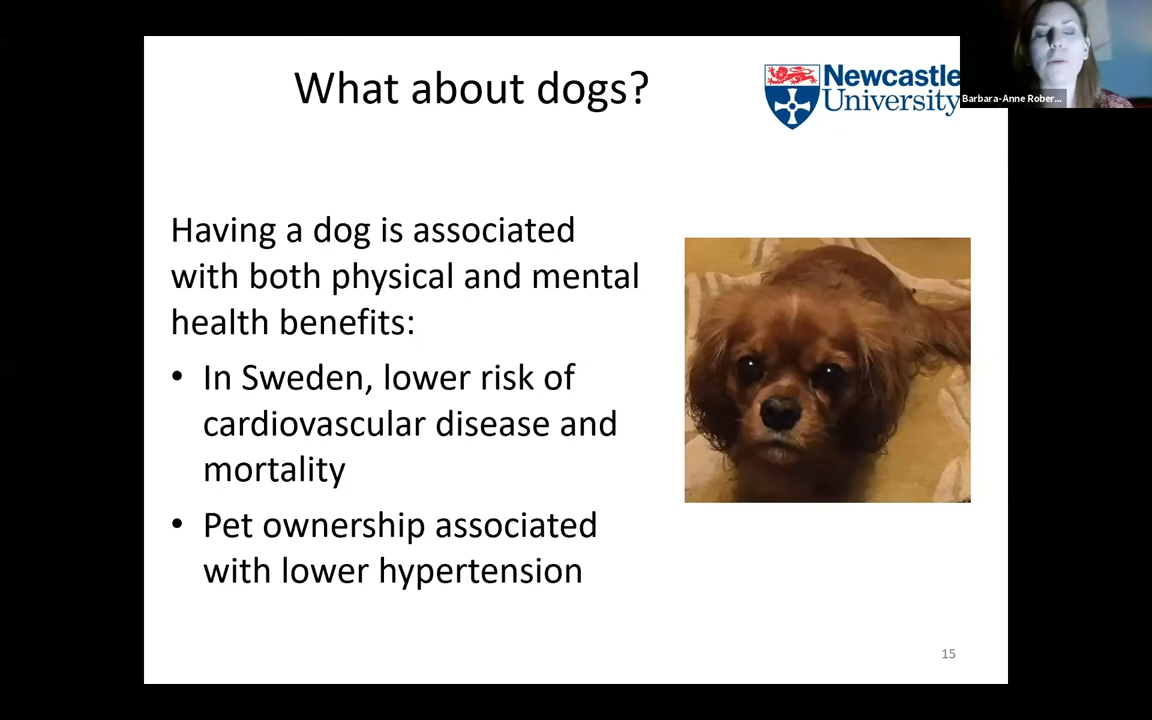 What about dogs?
Newcastle
University
Barbara-Anne Rober...
Having a dog is associated
with both physical and mental
health benefits:
• In Sweden, lower risk of
cardiovascular disease and
mortality
• Pet ownership associated
with lower hypertension
15